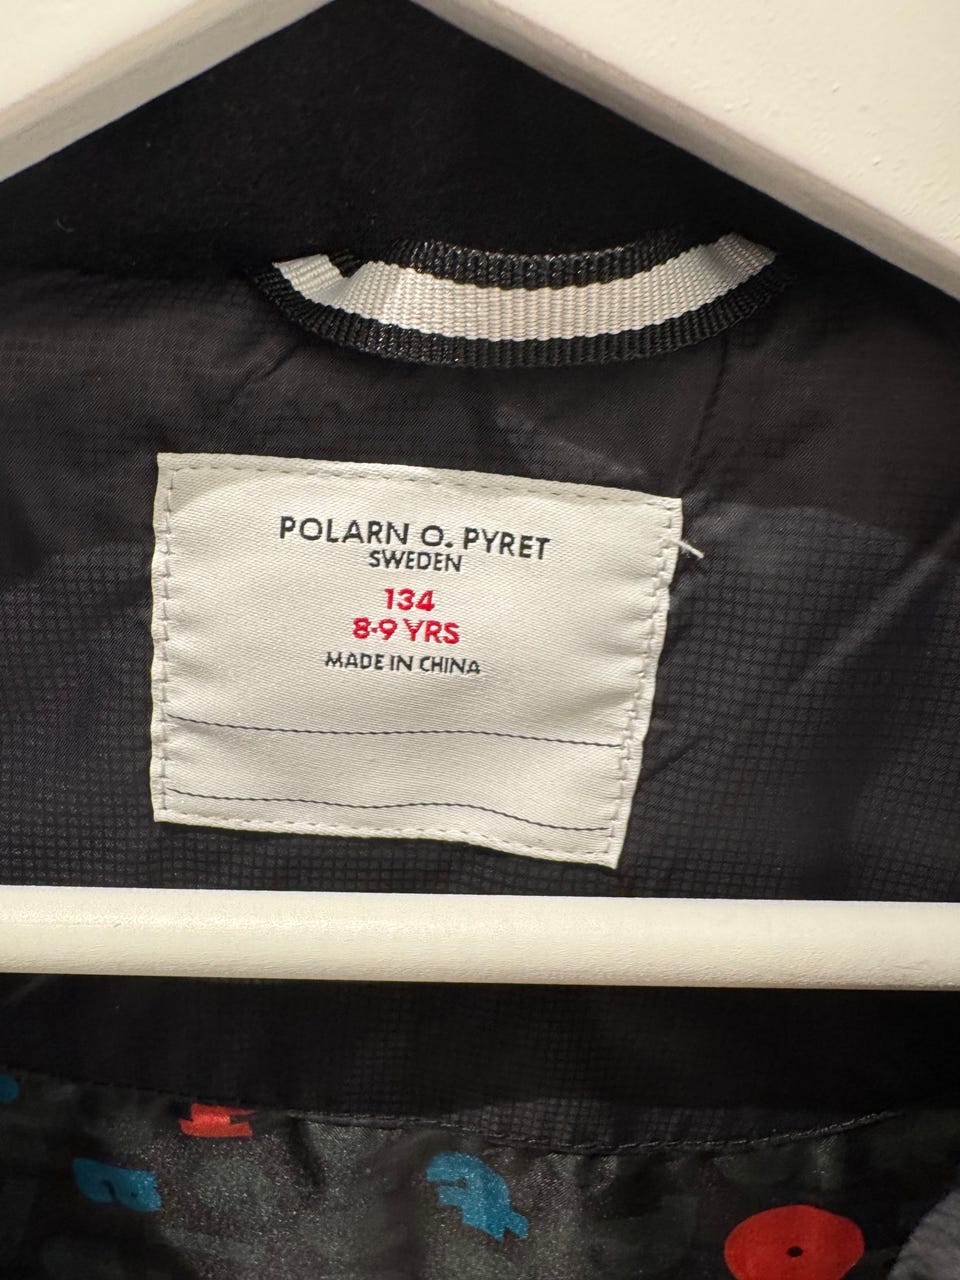 POLARN O. PYRET
SWEDEN
134
8-9 YRS
MADE IN CHINA